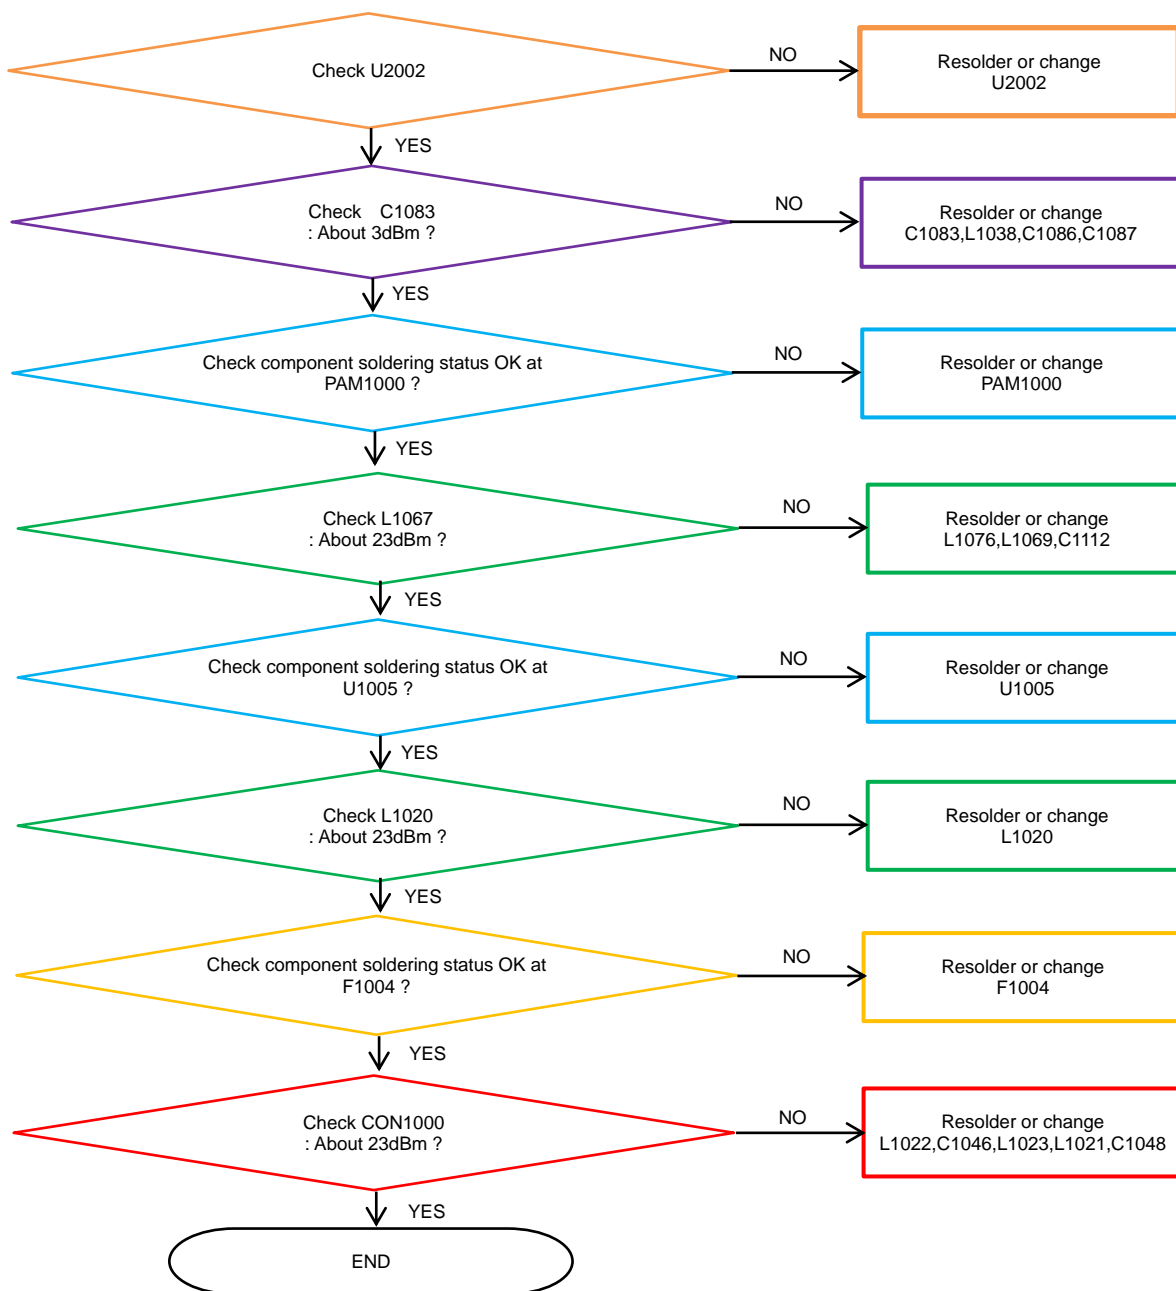 Check U2002
NO
Resolder or change
U2002
YES
Check C1083
: About 3dBm ?
NO
Resolder or change
C1083,L1038,C1086,C1087
YES
Check component soldering status OK at
PAM1000 ?
NO
Resolder or change
PAM1000
YES
Check L1067
: About 23dBm ?
NO
Resolder or change
L1076,L1069,C1112
YES
Check component soldering status OK at
U1005 ?
NO
Resolder or change
U1005
YES
Check L1020
: About 23dBm ?
NO
Resolder or change
L1020
YES
Check component soldering status OK at
F1004 ?
NO
Resolder or change
F1004
YES
Check CON1000
: About 23dBm ?
NO
Resolder or change
L1022,C1046,L1023,L1021,C1048
YES
END